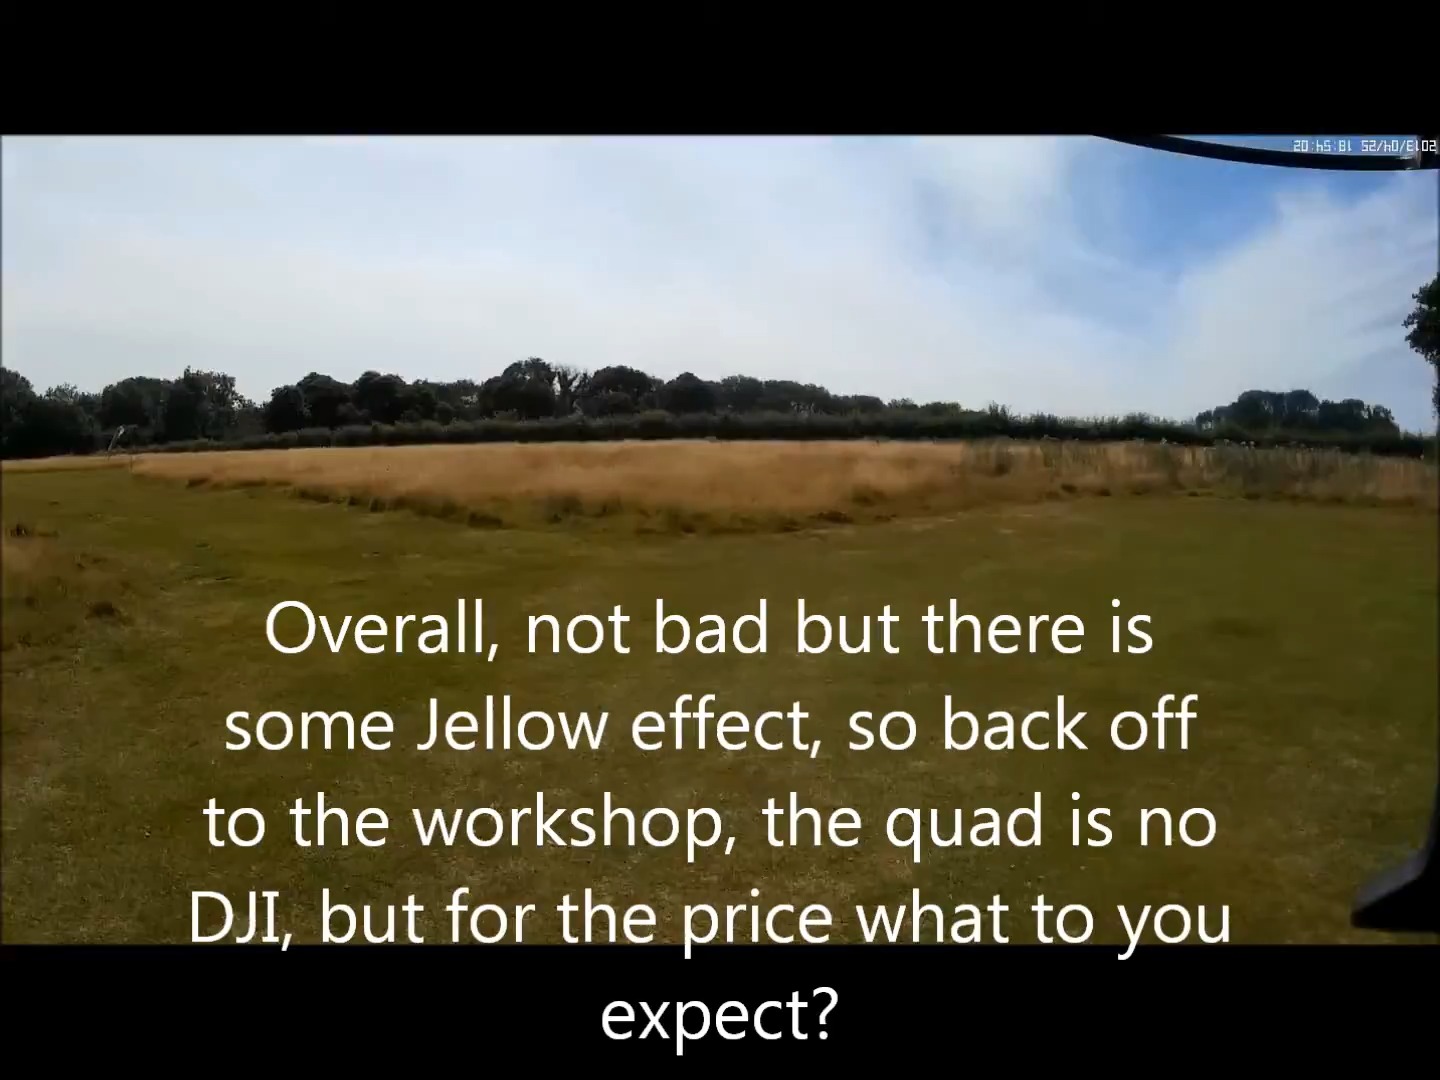 Overall, not bad but there is
some Jellow effect, so back off
to the workshop, the quad is no
DJI, but for the price what to you
expect?